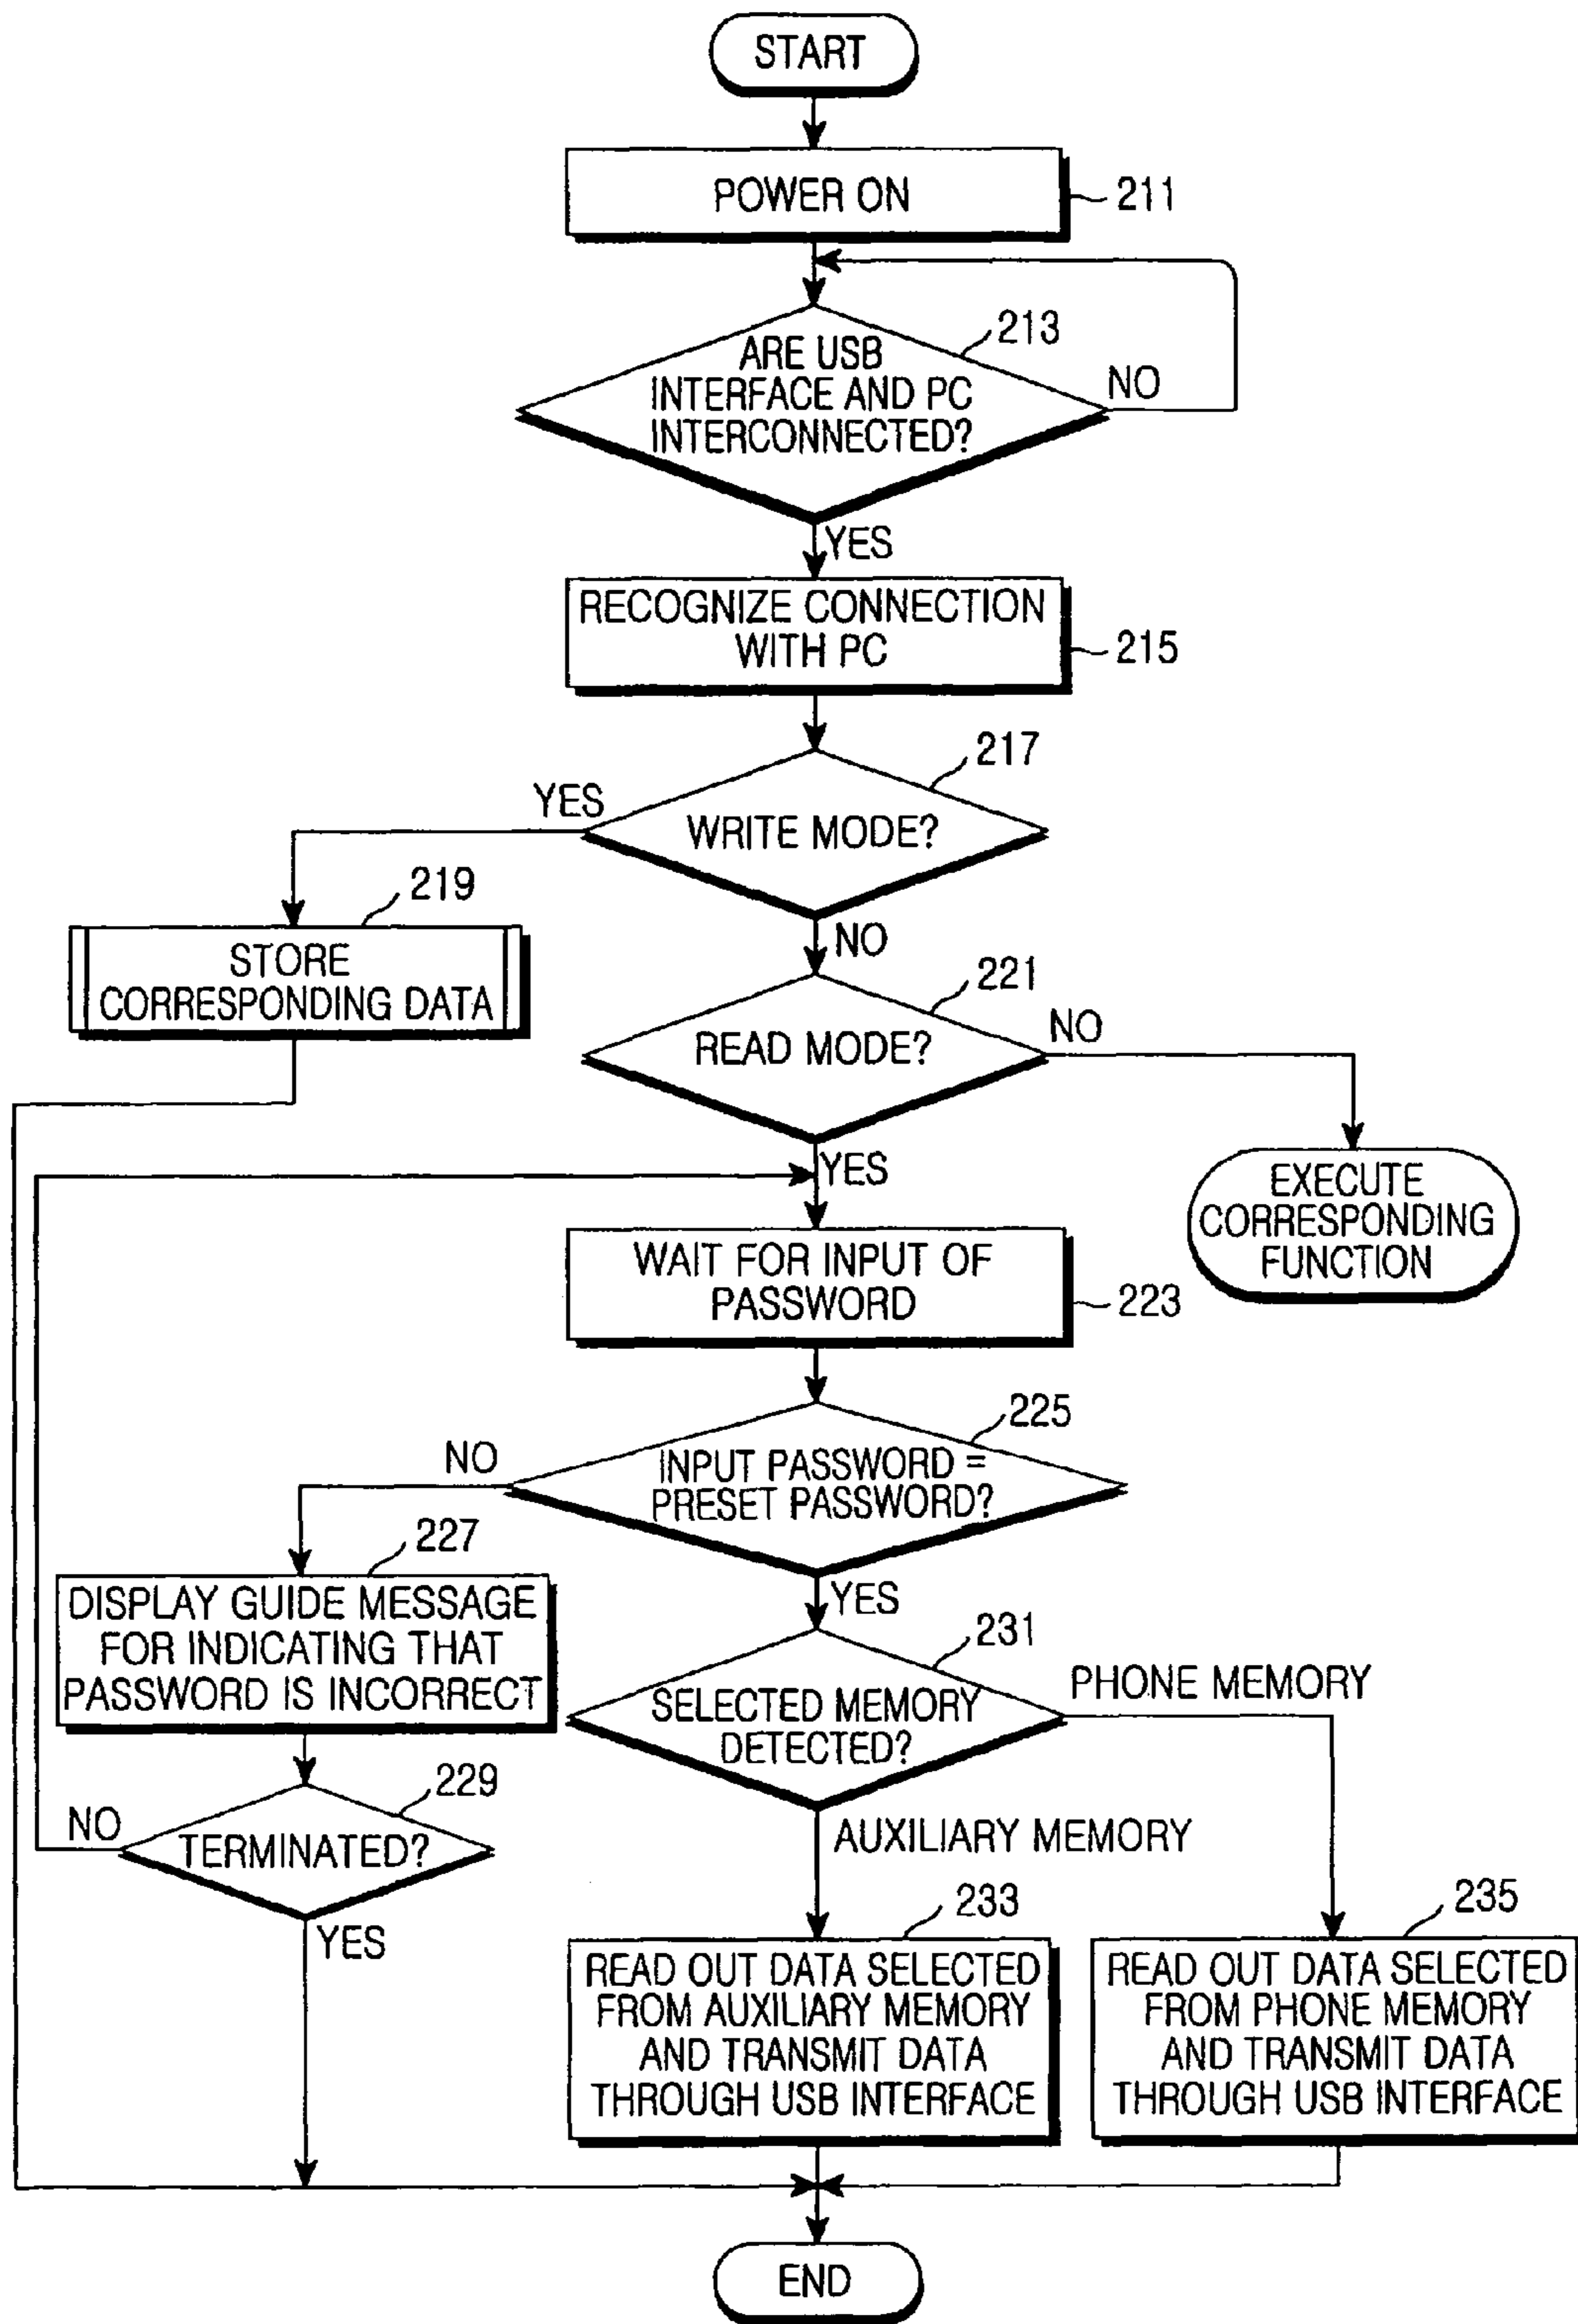 START
POWER ON
211
213
ARE USB
INTERFACE AND PC
INTERCONNECTED?
NO
YES
RECOGNIZE CONNECTION
WITH PC
215
217
YES
WRITE MODE?
219
STORE
CORRESPONDING DATA
NO
221
READ MODE?
NO
YES
EXECUTE
CORRESPONDING
FUNCTION
WAIT FOR INPUT OF
PASSWORD
223
225
NO
INPUT PASSWORD =
PRESET PASSWORD?
227
DISPLAY GUIDE MESSAGE
FOR INDICATING THAT
PASSWORD IS INCORRECT
YES
231
PHONE MEMORY
SELECTED MEMORY
DETECTED?
229
NO
TERMINATED?
AUXILIARY MEMORY
YES
233
READ OUT DATA SELECTED
FROM AUXILIARY MEMORY
AND TRANSMIT DATA
THROUGH USB INTERFACE
235
READ OUT DATA SELECTED
FROM PHONE MEMORY
AND TRANSMIT DATA
THROUGH USB INTERFACE
END